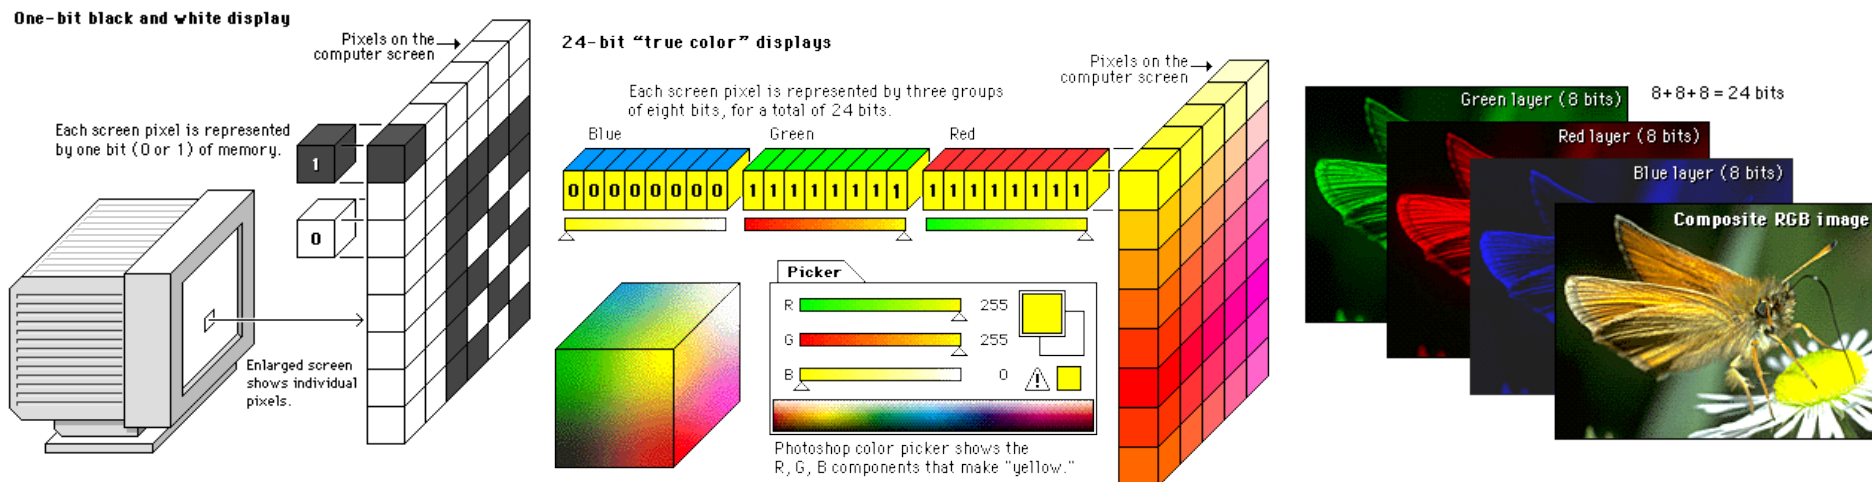 One-bit black and white display
Pixels on the
computer screen
Each screen pixel is represented
by one bit (0 or 1) of memory.
1
0
Enlarged screen
shows individual
pixels.
24-bit “true color” displays
Each screen pixel is represented by three groups
of eight bits, for a total of 24 bits.
Blue Green Red
0 0 0 0 0 0 0 0 1 1 1 1 1 1 1 1 1 1 1 1 1 1 1 1
Pixels on the
computer screen
Picker
R 255
G 255
B 0
!
Photoshop color picker shows the
R, G, B components that make "yellow."
Green layer (8 bits)
8+8+8 = 24 bits
Red layer (8 bits)
Blue layer (8 bits)
Composite RGB image